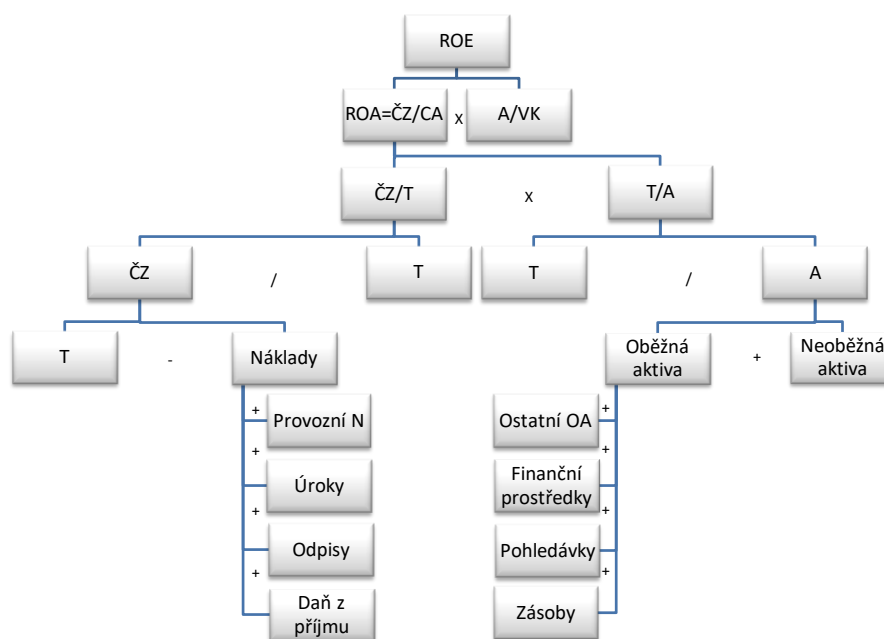 ROE
ROA=ČZ/CA x A/VK
ČZ/T x T/A
ČZ / T T / A
T - Náklady Oběžná aktiva + Neoběžná aktiva
+ Provozní N
+ Úroky
+ Odpisy
+ Daň z příjmu
Ostatní OA +
Finanční prostředky +
Pohledávky +
Zásoby +